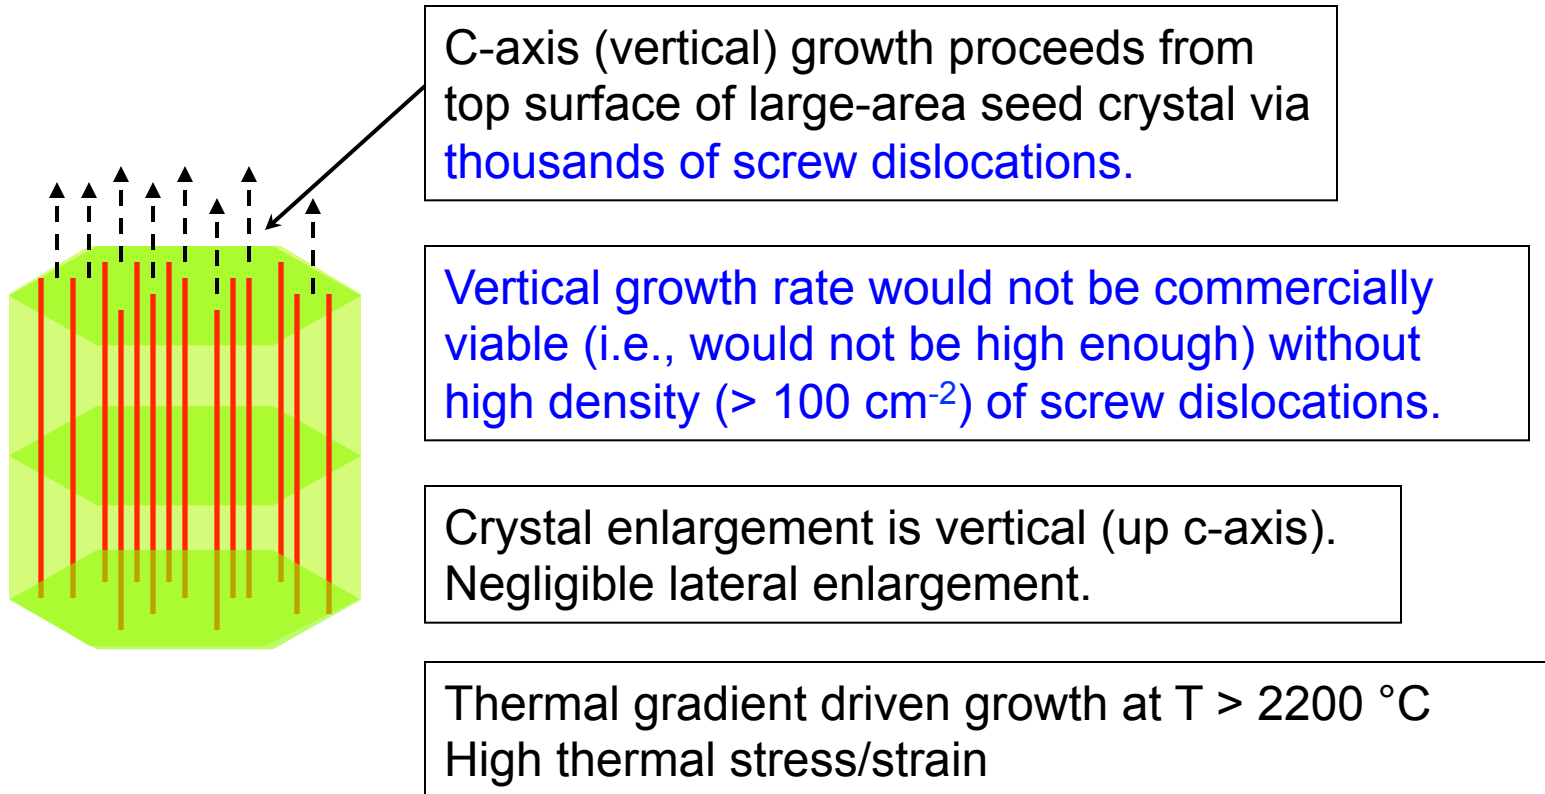 C-axis (vertical) growth proceeds from
top surface of large-area seed crystal via
thousands of screw dislocations.
Vertical growth rate would not be commercially
viable (i.e., would not be high enough) without
high density (> 100 cm⁻²) of screw dislocations.
Crystal enlargement is vertical (up c-axis).
Negligible lateral enlargement.
Thermal gradient driven growth at T > 2200 °C
High thermal stress/strain